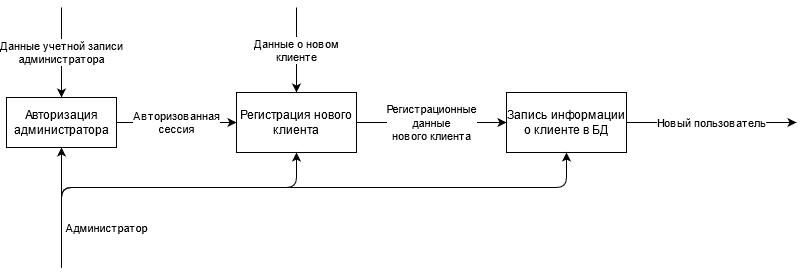 Данные учетной записи
администратора
Данные о новом
клиенте
Авторизация
администратора
Авторизованная
сессия
Регистрация нового
клиента
Регистрационные
данные
нового клиента
Запись информации
о клиенте в БД
Новый пользователь
Администратор